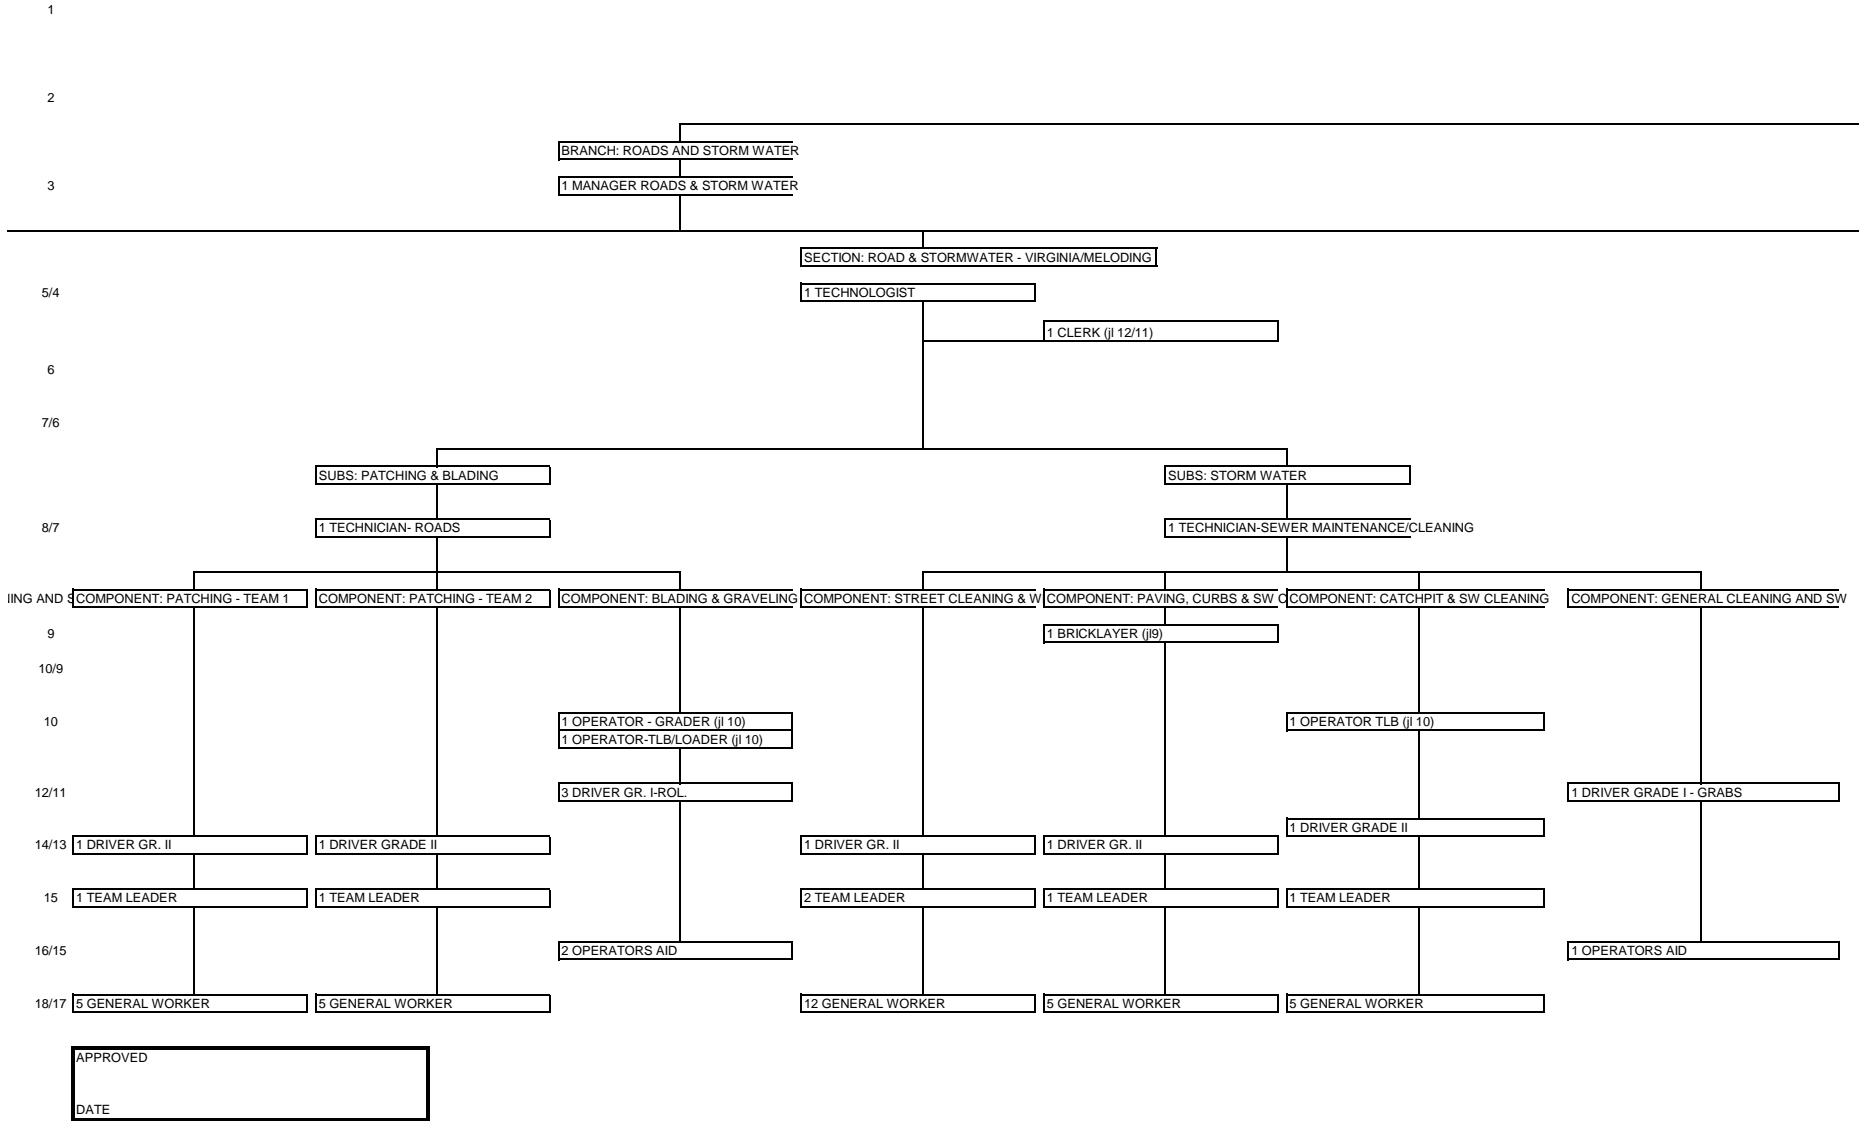 1
2
BRANCH: ROADS AND STORM WATER
3
1 MANAGER ROADS & STORM WATER
SECTION: ROAD & STORMWATER - VIRGINIA/MELODING
5/4
1 TECHNOLOGIST
1 CLERK (jl 12/11)
6
7/6
SUBS: PATCHING & BLADING
SUBS: STORM WATER
8/7
1 TECHNICIAN- ROADS
1 TECHNICIAN-SEWER MAINTENANCE/CLEANING
AND
COMPONENT: PATCHING - TEAM 1
COMPONENT: PATCHING - TEAM 2
COMPONENT: BLADING & GRAVELING
COMPONENT: STREET CLEANING & W
COMPONENT: PAVING, CURBS & SW C
COMPONENT: CATCHPIT & SW CLEANING
COMPONENT: GENERAL CLEANING AND SW
9
1 BRICKLAYER (jl9)
10/9
10
1 OPERATOR - GRADER (jl 10)
1 OPERATOR TLB (jl 10)
1 OPERATOR-TLB/LOADER (jl 10)
12/11
3 DRIVER GR. I-ROL.
1 DRIVER GRADE I - GRABS
1 DRIVER GRADE II
14/13
1 DRIVER GR. II
1 DRIVER GRADE II
1 DRIVER GR. II
1 DRIVER GR. II
15
1 TEAM LEADER
1 TEAM LEADER
2 TEAM LEADER
1 TEAM LEADER
1 TEAM LEADER
16/15
2 OPERATORS AID
1 OPERATORS AID
18/17
5 GENERAL WORKER
5 GENERAL WORKER
12 GENERAL WORKER
5 GENERAL WORKER
5 GENERAL WORKER
APPROVED
DATE